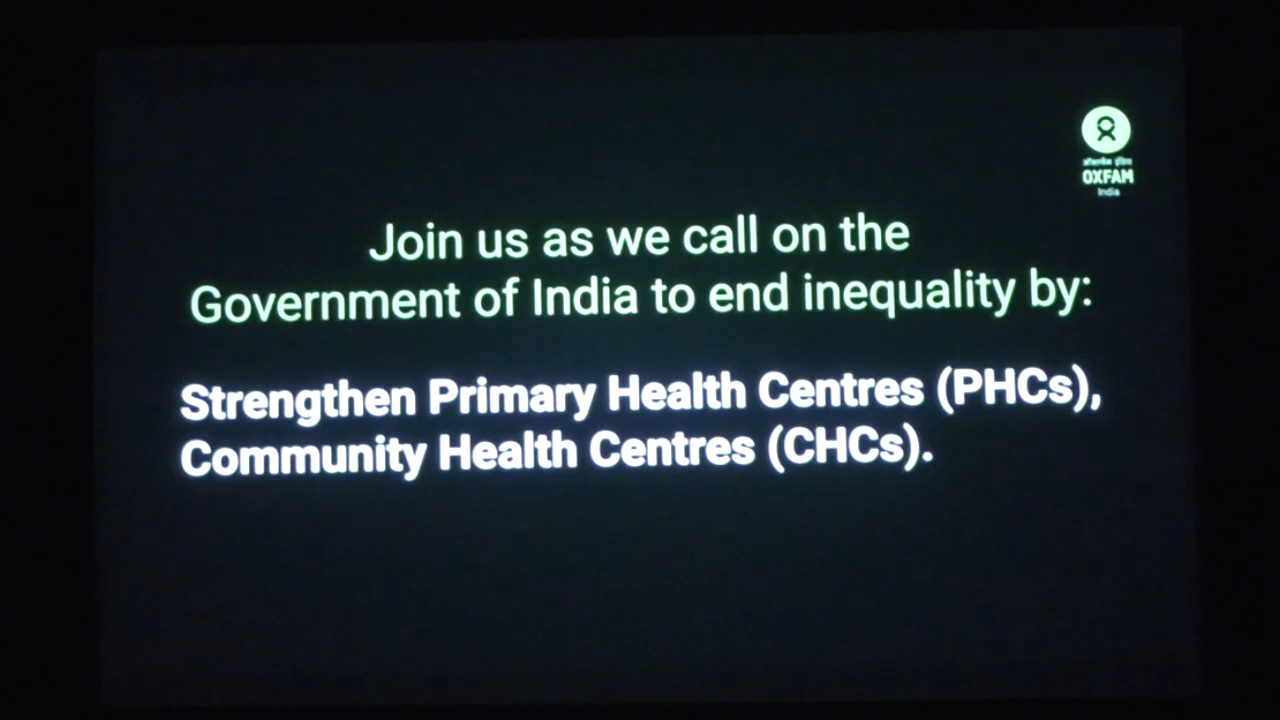 OXFAM
India
Join us as we call on the
Government of India to end inequality by:
Strengthen Primary Health Centres (PHCs),
Community Health Centres (CHCs).